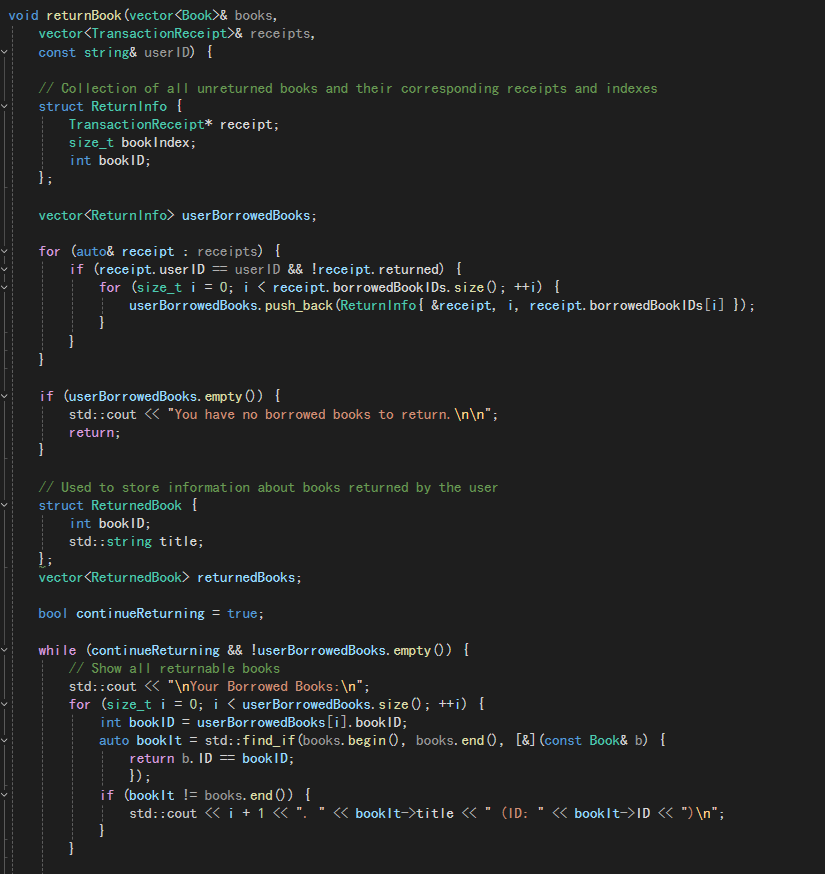 void returnBook(vector<Book>& books,
    vector<TransactionReceipt>& receipts,
    const string& userID) {
    // Collection of all unreturned books and their corresponding receipts and indexes
    struct ReturnInfo {
        TransactionReceipt* receipt;
        size_t bookIndex;
        int bookID;
    };
    vector<ReturnInfo> userBorrowedBooks;
    for (auto& receipt : receipts) {
        if (receipt.userID == userID && !receipt.returned) {
            for (size_t i = 0; i < receipt.borrowedBookIDs.size(); ++i) {
                userBorrowedBooks.push_back(ReturnInfo{ &receipt, i, receipt.borrowedBookIDs[i] });
            }
        }
    }
    if (userBorrowedBooks.empty()) {
        std::cout << "You have no borrowed books to return.\n\n";
        return;
    }
    // Used to store information about books returned by the user
    struct ReturnedBook {
        int bookID;
        std::string title;
    };
    vector<ReturnedBook> returnedBooks;
    bool continueReturning = true;
    while (continueReturning && !userBorrowedBooks.empty()) {
        // Show all returnable books
        std::cout << "\nYour Borrowed Books:\n";
        for (size_t i = 0; i < userBorrowedBooks.size(); ++i) {
            int bookID = userBorrowedBooks[i].bookID;
            auto bookIt = std::find_if(books.begin(), books.end(), [&](const Book& b) {
                return b.ID == bookID;
                });
            if (bookIt != books.end()) {
                std::cout << i + 1 << ". " << bookIt->title << " (ID: " << bookIt->ID << ")\n";
            }
        }